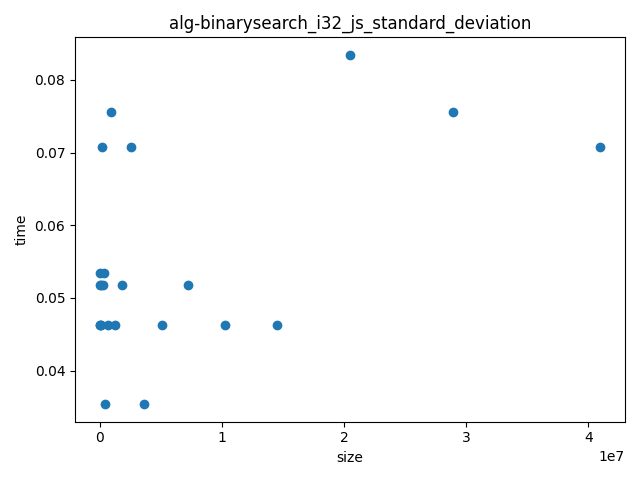 alg-binarysearch_i32_js_standard_deviation
0.08
0.07
0.06
0.05
0.04
time
0
1
2
3
4
1e7
size